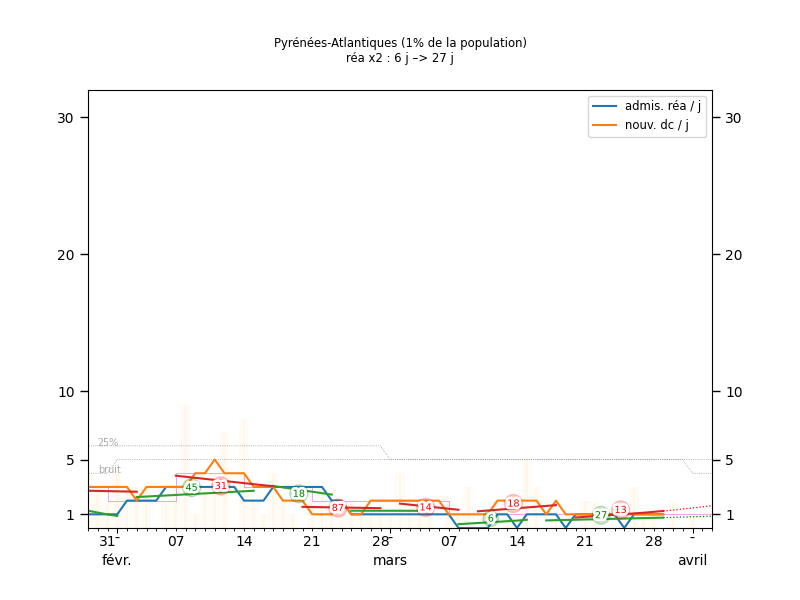 Pyrénées-Atlantiques (1% de la population)
réa x2 : 6 j –> 27 j
admis. réa / j
nouv. dc / j
30 30
20 20
10 10
5 5
1 1
25%
bruit
45 31 18 87 14 6 18 27 13
31 07 14 21 28 07 14 21 28
févr. mars avril